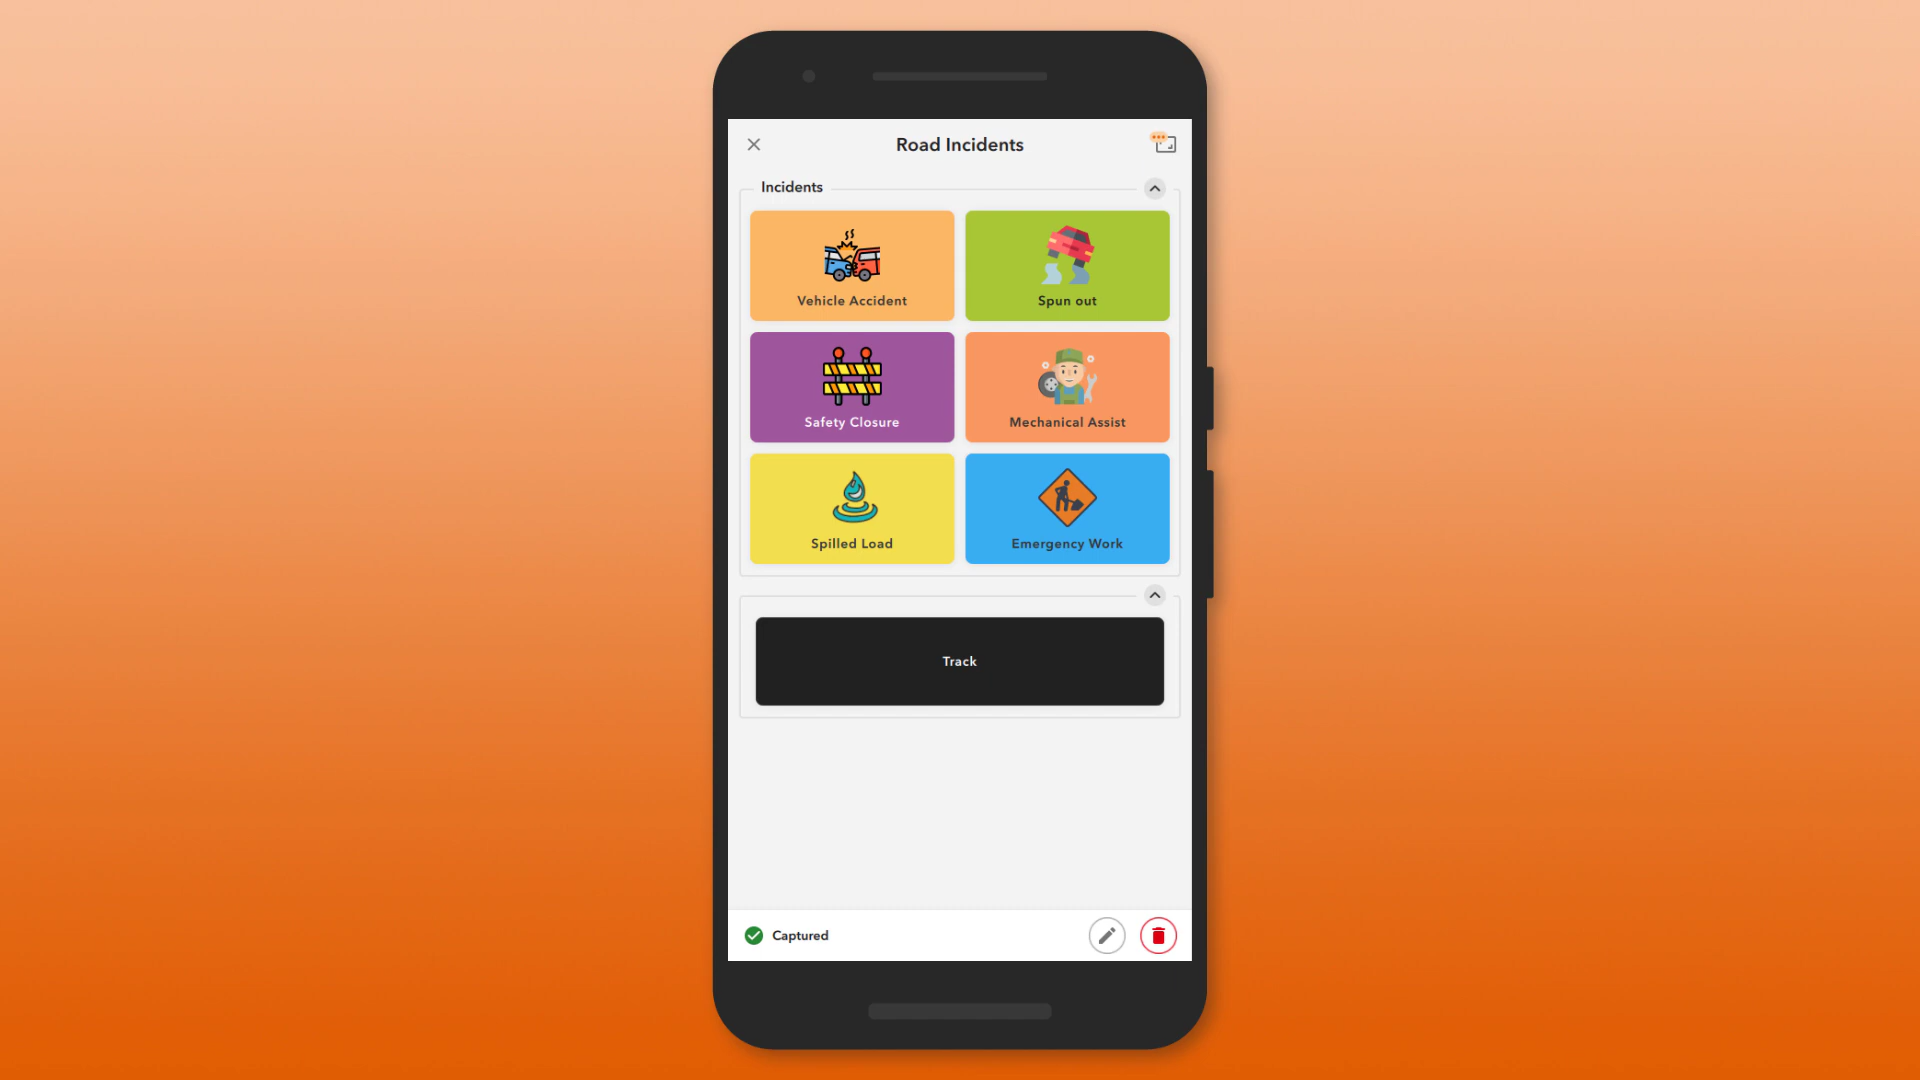 Road Incidents
Incidents
Vehicle Accident
Spun out
Safety Closure
Mechanical Assist
Spilled Load
Emergency Work
Track
Captured